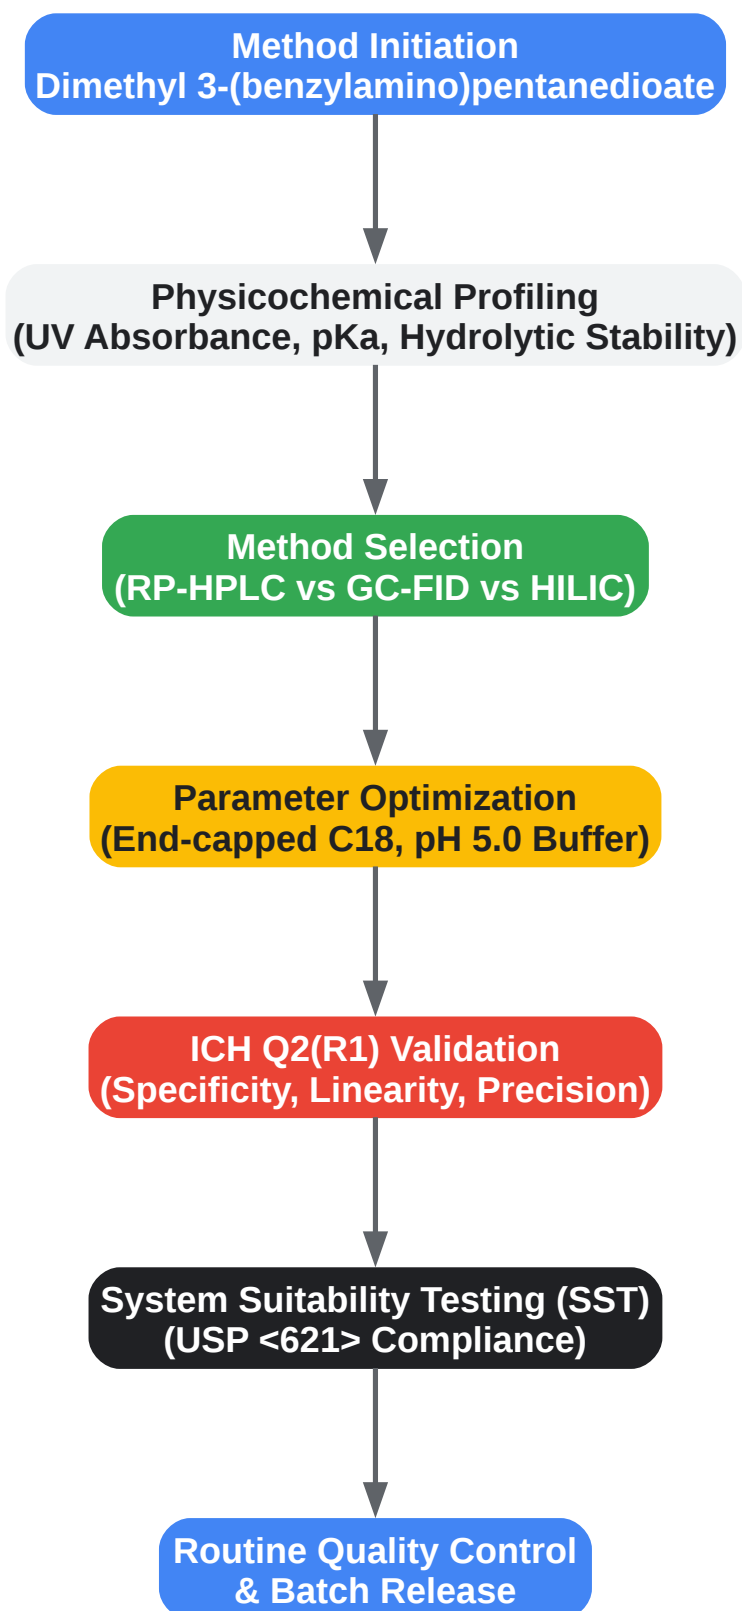 Method Initiation
Dimethyl 3-(benzylamino)pentanedioate
Physicochemical Profiling
(UV Absorbance, pKa, Hydrolytic Stability)
Method Selection
(RP-HPLC vs GC-FID vs HILIC)
Parameter Optimization
(End-capped C18, pH 5.0 Buffer)
ICH Q2(R1) Validation
(Specificity, Linearity, Precision)
System Suitability Testing (SST)
(USP <621> Compliance)
Routine Quality Control
& Batch Release